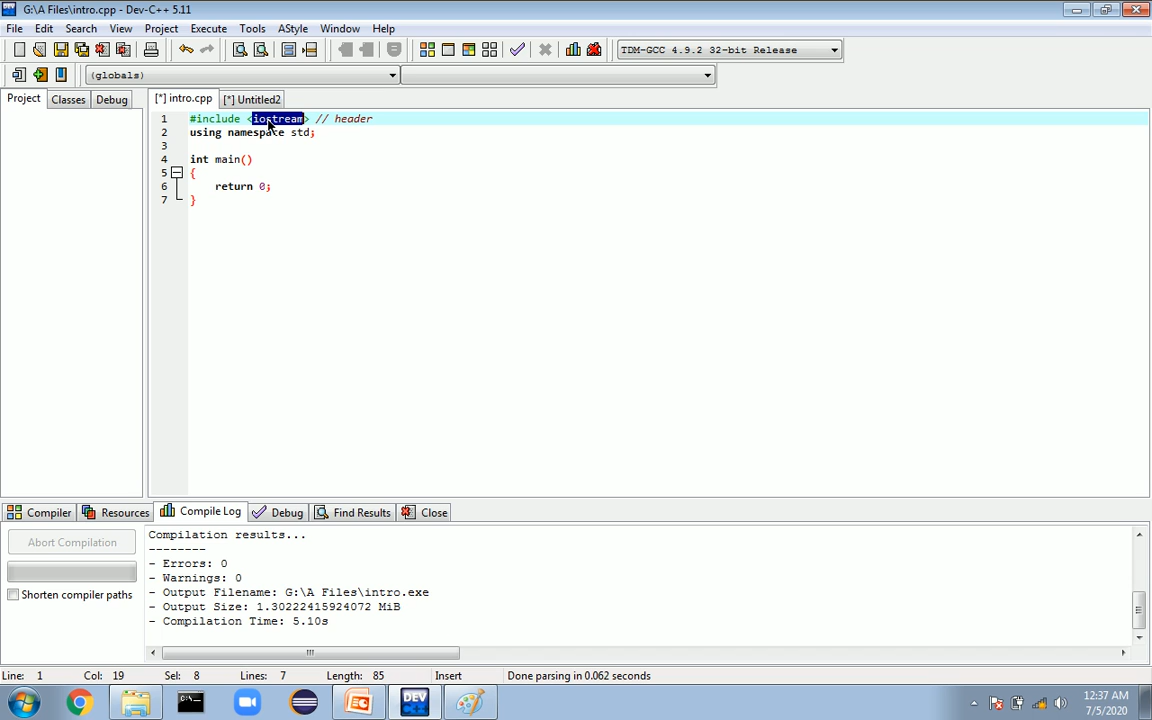 G:\A Files\intro.cpp - Dev-C++ 5.11
File Edit Search View Project Execute Tools AStyle Window Help
TDM-GCC 4.9.2 32-bit Release
(globals)
Project Classes Debug [*] intro.cpp [*] Untitled2
1 #include <iostream> // header
2 using namespace std;
3
4 int main()
5 {
6 return 0;
7 }
Compiler Resources Compile Log Debug Find Results Close
Abort Compilation
Shorten compiler paths
Compilation results...
--------
- Errors: 0
- Warnings: 0
- Output Filename: G:\A Files\intro.exe
- Output Size: 1.30222415924072 MiB
- Compilation Time: 5.10s
Line: 1 Col: 19 Sel: 8 Lines: 7 Length: 85 Insert Done parsing in 0.062 seconds
DEV
C++
12:37 AM
7/5/2020